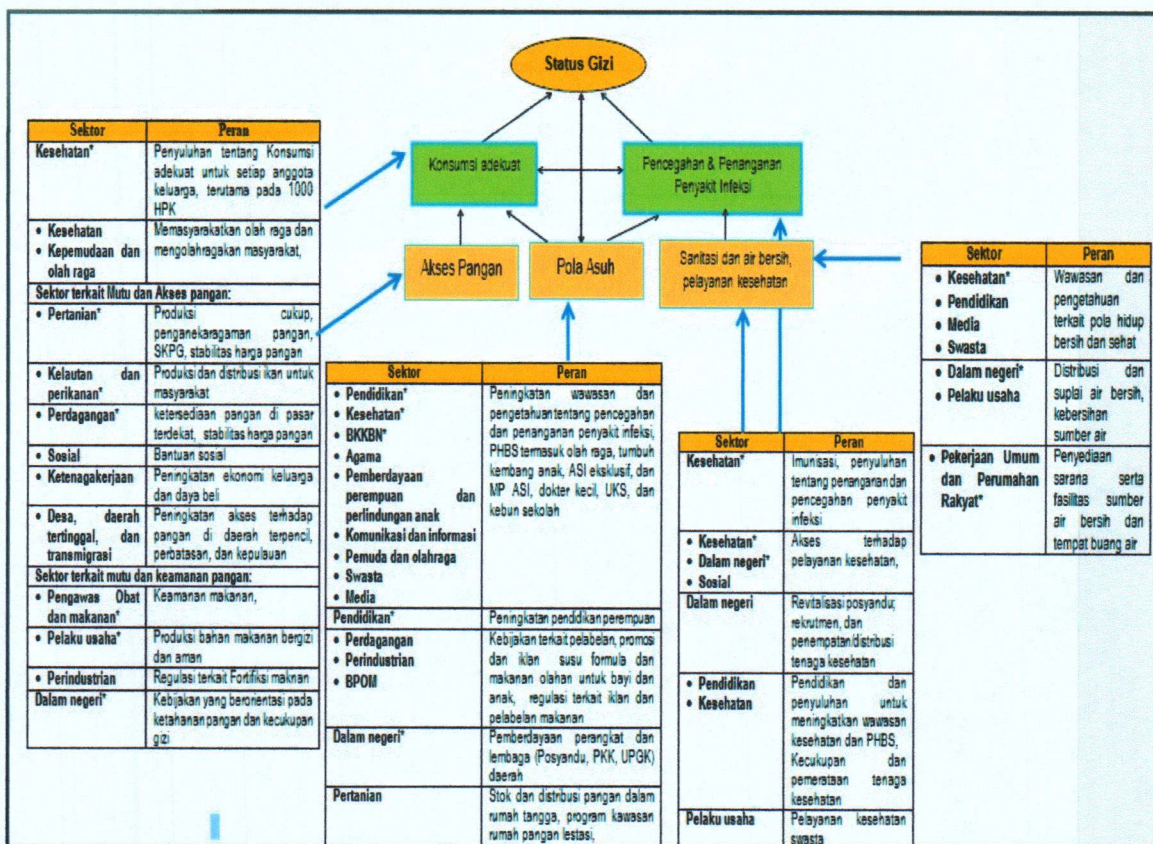 Status Gizi
Konsumsi adekuat
Pencegahan & Penanganan
Penyakit Infeksi
Akses Pangan
Pola Asuh
Sanitasi dan air bersih,
pelayanan kesehatan
Sektor Peran
Kesehatan* Penyuluhan tentang Konsumsi
adekuat untuk setiap anggota
keluarga, terutama pada 1000
HPK
• Kesehatan Memasyarakatkan olah raga dan
• Kepemudaan dan mengolahragakan masyarakat,
olah raga
Sektor terkait Mutu dan Akses pangan:
• Pertanian* Produksi cukup,
penganekaragaman pangan,
SKPG, stabilitas harga pangan
• Kelautan dan Produksi dan distribusi ikan untuk
perikanan* masyarakat
• Perdagangan* ketersediaan pangan di pasar
terdekat, stabilitas harga pangan
• Sosial Bantuan sosial
• Ketenagakerjaan Peningkatan ekonomi keluarga
dan daya beli
• Desa, daerah Peningkatan akses terhadap
tertinggal, dan pangan di daerah terpencil,
transmigrasi perbatasan, dan kepulauan
Sektor terkait mutu dan keamanan pangan:
• Pengawas Obat Keamanan makanan,
dan makanan*
• Pelaku usaha* Produksi bahan makanan bergizi
dan aman
• Perindustrian Regulasi terkait Fortifiksi maknan
Dalam negeri* Kebijakan yang berorientasi pada
ketahanan pangan dan kecukupan
gizi
Sektor Peran
• Pendidikan* Peningkatan wawasan dan
• Kesehatan* pengetahuan tentang pencegahan
• BKKBN* dan penanganan penyakit infeksi,
• Agama PHBS termasuk olah raga, tumbuh
• Pemberdayaan kembang anak, ASI eksklusif, dan
perempuan dan MP ASI, dokter kecil, UKS, dan
perlindungan anak kebun sekolah
• Komunikasi dan informasi
• Pemuda dan olahraga
• Swasta
• Media
Pendidikan* Peningkatan pendidikan perempuan
• Perdagangan Kebijakan terkait pelabelan, promosi
• Perindustrian dan iklan susu formula dan
• BPOM makanan olahan untuk bayi dan
anak, regulasi terkait iklan dan
pelabelan makanan
Dalam negeri* Pemberdayaan perangkat dan
lembaga (Posyandu, PKK, UPGK)
daerah
Pertanian Stok dan distribusi pangan dalam
rumah tangga, program kawasan
rumah pangan lestasi,
Sektor Peran
Kesehatan* Imunisasi, penyuluhan
tentang penanganan dan
pencegahan penyakit
infeksi
• Kesehatan* Akses terhadap
• Dalam negeri* pelayanan kesehatan,
• Sosial
Dalam negeri Revitalisasi posyandu;
rekrutmen, dan
penempatan/distribusi
tenaga kesehatan
• Pendidikan Pendidikan dan
• Kesehatan penyuluhan untuk
meningkatkan wawasan
kesehatan dan PHBS,
Kecukupan dan
pemerataan tenaga
kesehatan
Pelaku usaha Pelayanan kesehatan
swasta
Sektor Peran
• Kesehatan* Wawasan dan
• Pendidikan pengetahuan
• Media terkait pola hidup
• Swasta bersih dan sehat
• Dalam negeri* Distribusi dan
• Pelaku usaha suplai air bersih,
kebersihan
sumber air
• Pekerjaan Umum Penyediaan
dan Perumahan sarana serta
Rakyat* fasilitas sumber
air bersih dan
tempat buang air